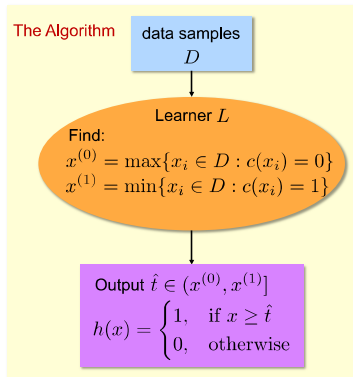 The Algorithm
data samples
D
Learner L
Find:
x^{(0)} = max{x_i ∈ D : c(x_i) = 0}
x^{(1)} = min{x_i ∈ D : c(x_i) = 1}
Output t̂ ∈ (x^{(0)}, x^{(1)}]
h(x) = { 1, if x ≥ t̂
0, otherwise